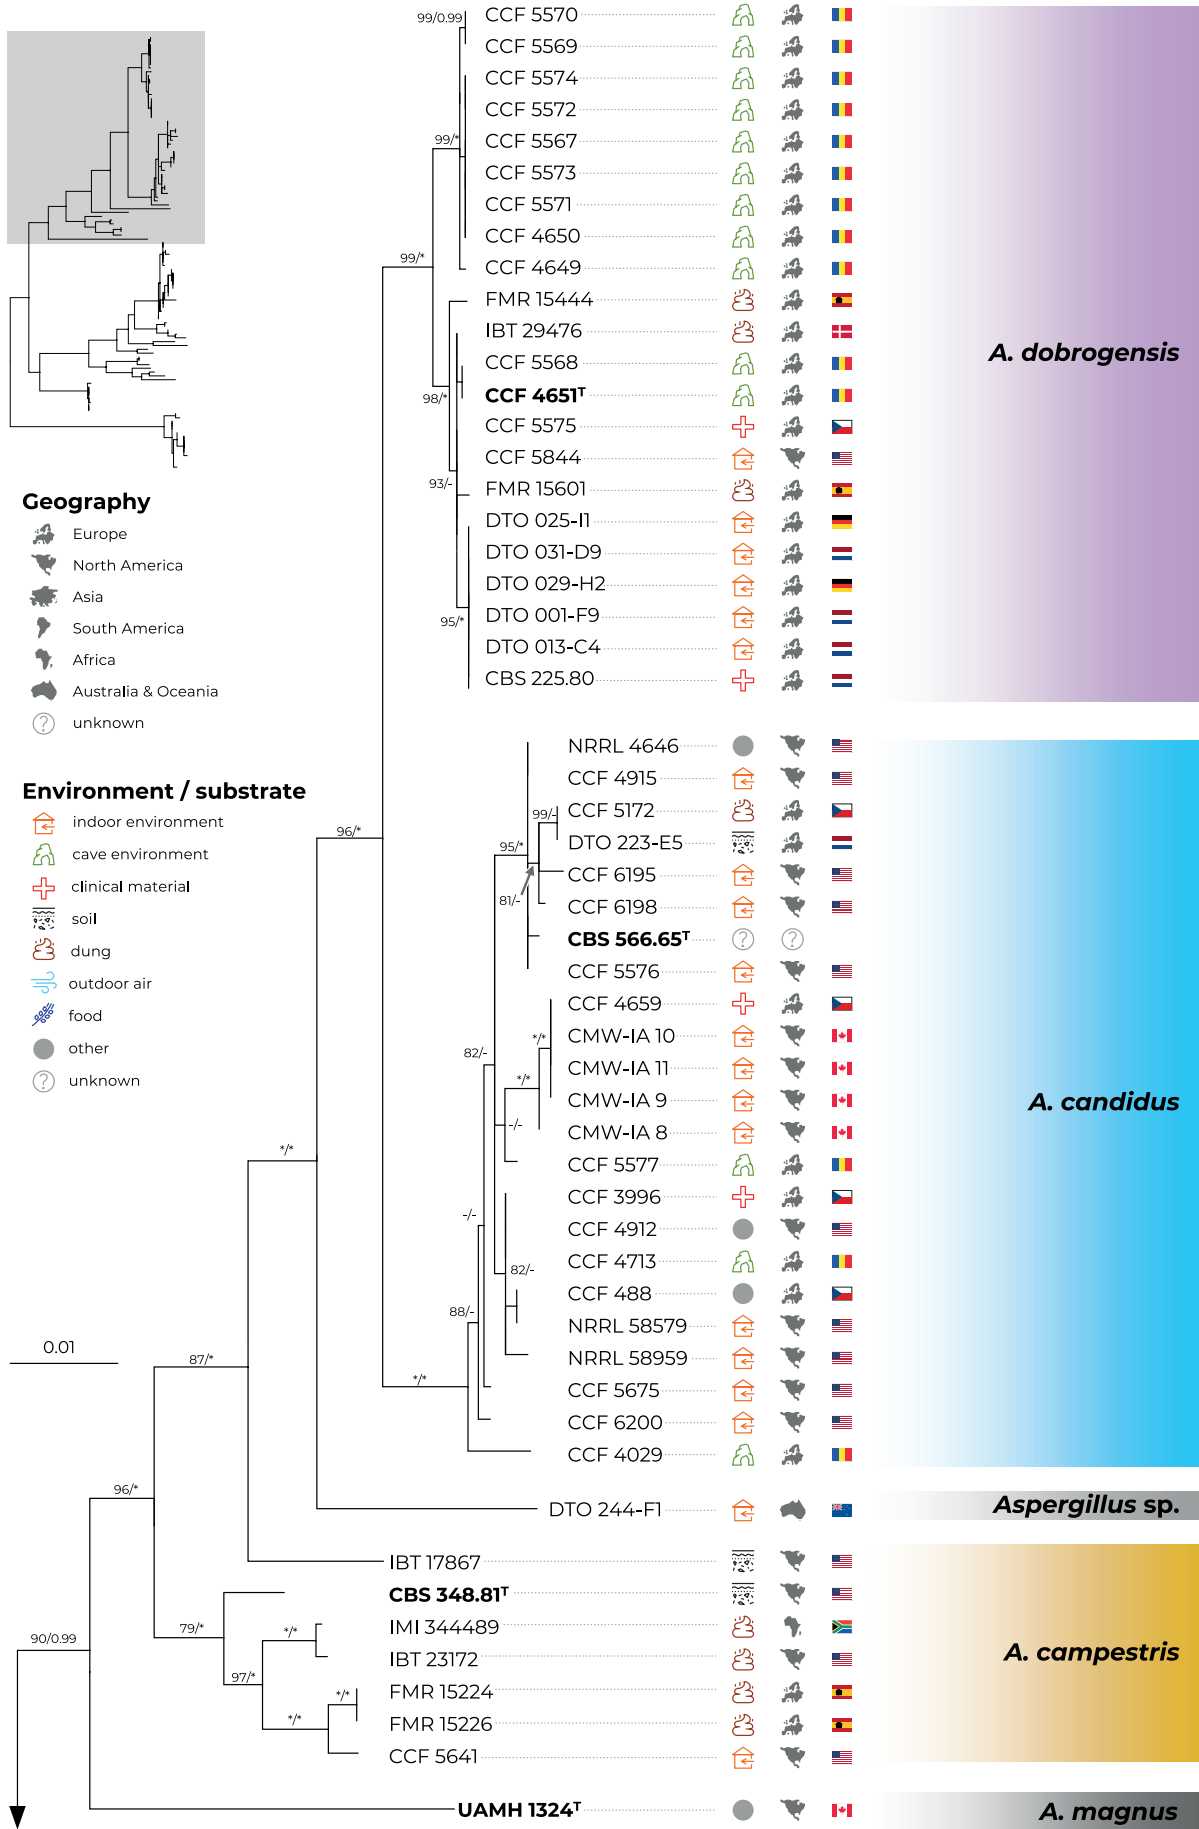 99/0.99
CCF 5570
CCF 5569
CCF 5574
CCF 5572
99/*
CCF 5567
CCF 5573
CCF 5571
CCF 4650
99/*
CCF 4649
FMR 15444
IBT 29476
A. dobrogensis
CCF 5568
98/*
CCF 4651ᵀ
CCF 5575
CCF 5844
93/-
FMR 15601
DTO 025-I1
DTO 031-D9
DTO 029-H2
95/*
DTO 001-F9
DTO 013-C4
CBS 225.80
Geography
Europe
North America
Asia
South America
Africa
Australia & Oceania
unknown
Environment / substrate
indoor environment
cave environment
clinical material
soil
dung
outdoor air
food
other
unknown
NRRL 4646
CCF 4915
99/-
CCF 5172
96/*
95/*
DTO 223-E5
CCF 6195
81/-
CCF 6198
CBS 566.65ᵀ
CCF 5576
CCF 4659
*/*
CMW-IA 10
82/-
CMW-IA 11
*/*
CMW-IA 9
A. candidus
-/-
CMW-IA 8
*/*
CCF 5577
CCF 3996
-/-
CCF 4912
82/-
CCF 4713
CCF 488
88/-
NRRL 58579
0.01
NRRL 58959
87/*
*/*
CCF 5675
CCF 6200
CCF 4029
96/*
DTO 244-F1
Aspergillus sp.
IBT 17867
CBS 348.81ᵀ
90/0.99
79/*
*/*
IMI 344489
A. campestris
97/*
IBT 23172
*/*
FMR 15224
*/*
FMR 15226
CCF 5641
UAMH 1324ᵀ
A. magnus